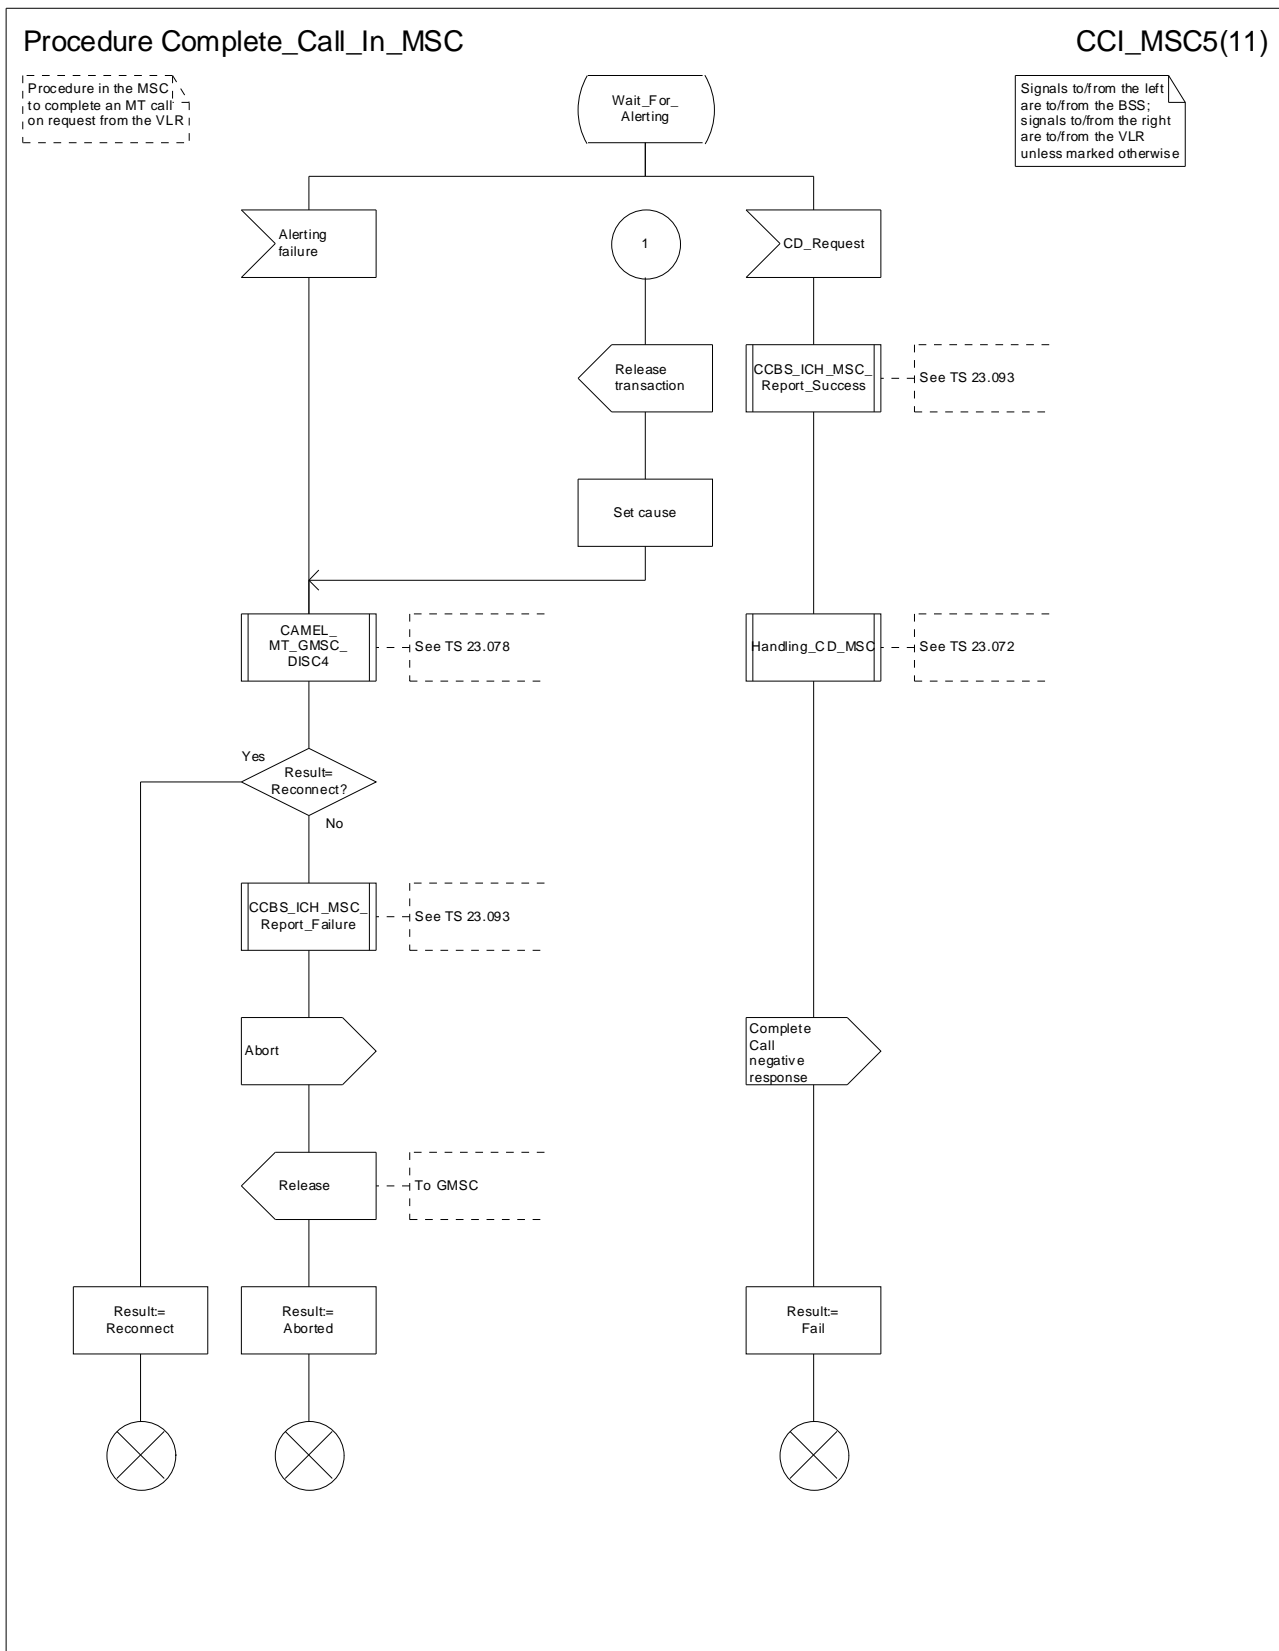 Procedure Complete_Call_In_MSC
CCI_MSC5(11)
Procedure in the MSC
to complete an MT call
on request from the VLR
Wait_For_
Alerting
Signals to/from the left
are to/from the BSS;
signals to/from the right
are to/from the VLR
unless marked otherwise
Alerting
failure
1
CD_Request
Release
transaction
CCBS_ICH_MSC_
Report_Success
See TS 23.093
Set cause
CAMEL_
MT_GMSC_
DISC4
See TS 23.078
Handling_CD_MSC
See TS 23.072
Yes
Result=
Reconnect?
No
CCBS_ICH_MSC_
Report_Failure
See TS 23.093
Abort
Complete
Call
negative
response
Release
To GMSC
Result:=
Reconnect
Result:=
Aborted
Result:=
Fail